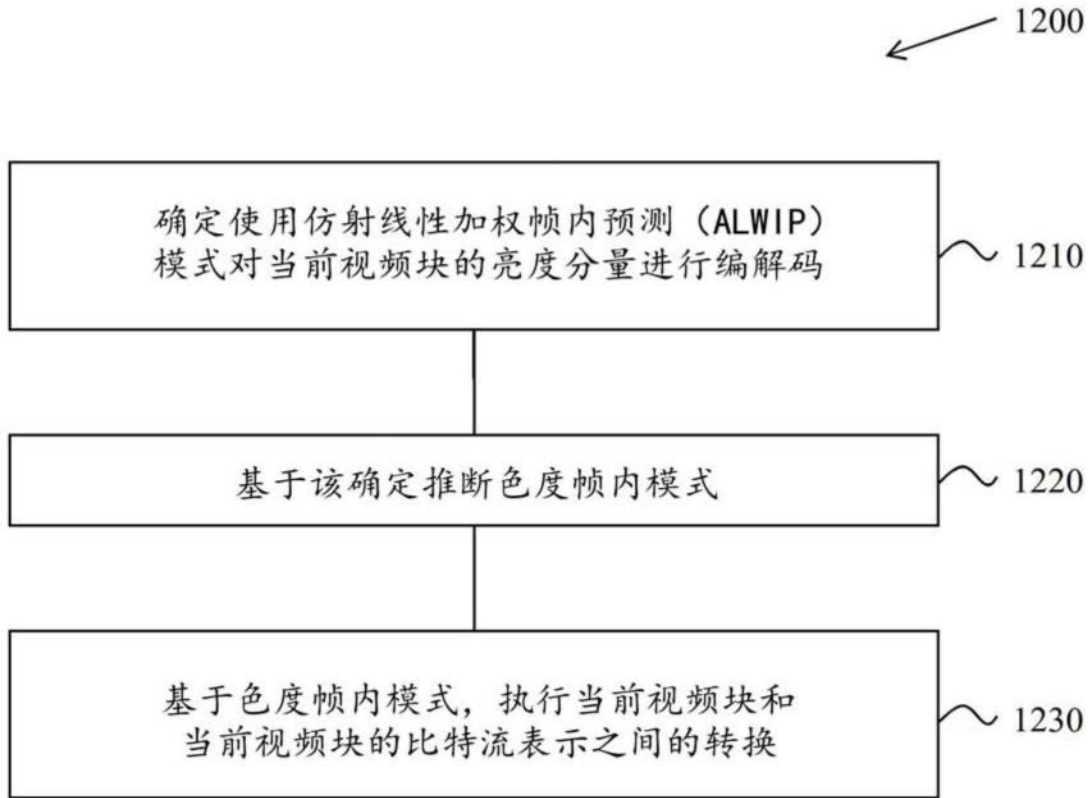 1200
确定使用仿射线性加权帧内预测（ALWIP）
模式对当前视频块的亮度分量进行编解码
1210
基于该确定推断色度帧内模式
1220
基于色度帧内模式，执行当前视频块和
当前视频块的比特流表示之间的转换
1230